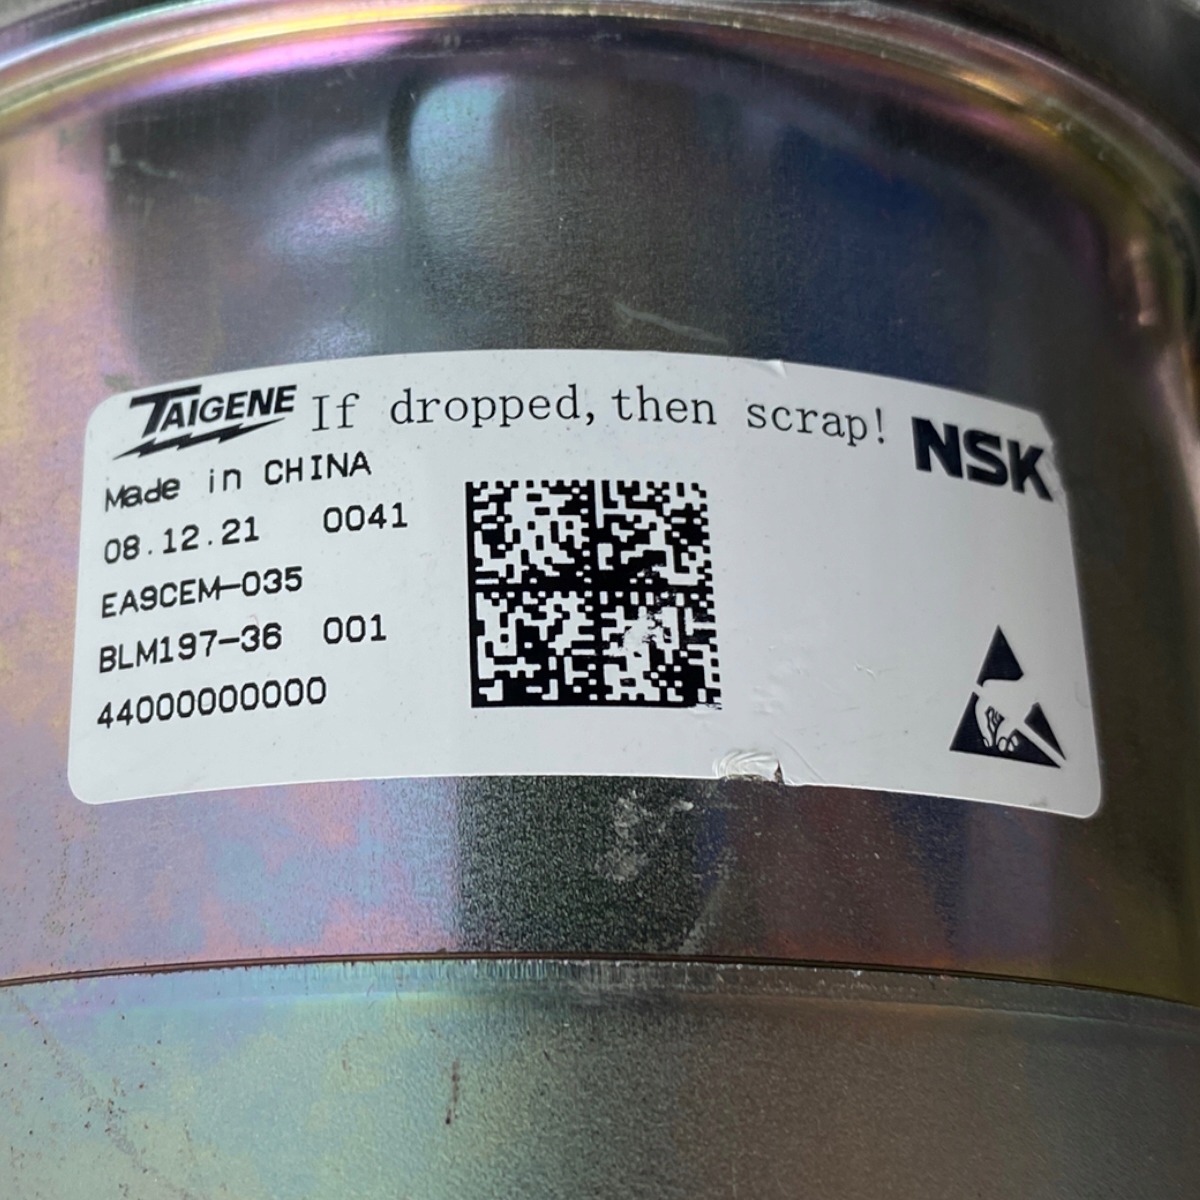 TAIGENE If dropped, then scrap! NSK
Made in CHINA
08.12.21 0041
EA9CEM-035
BLM197-36 001
44000000000